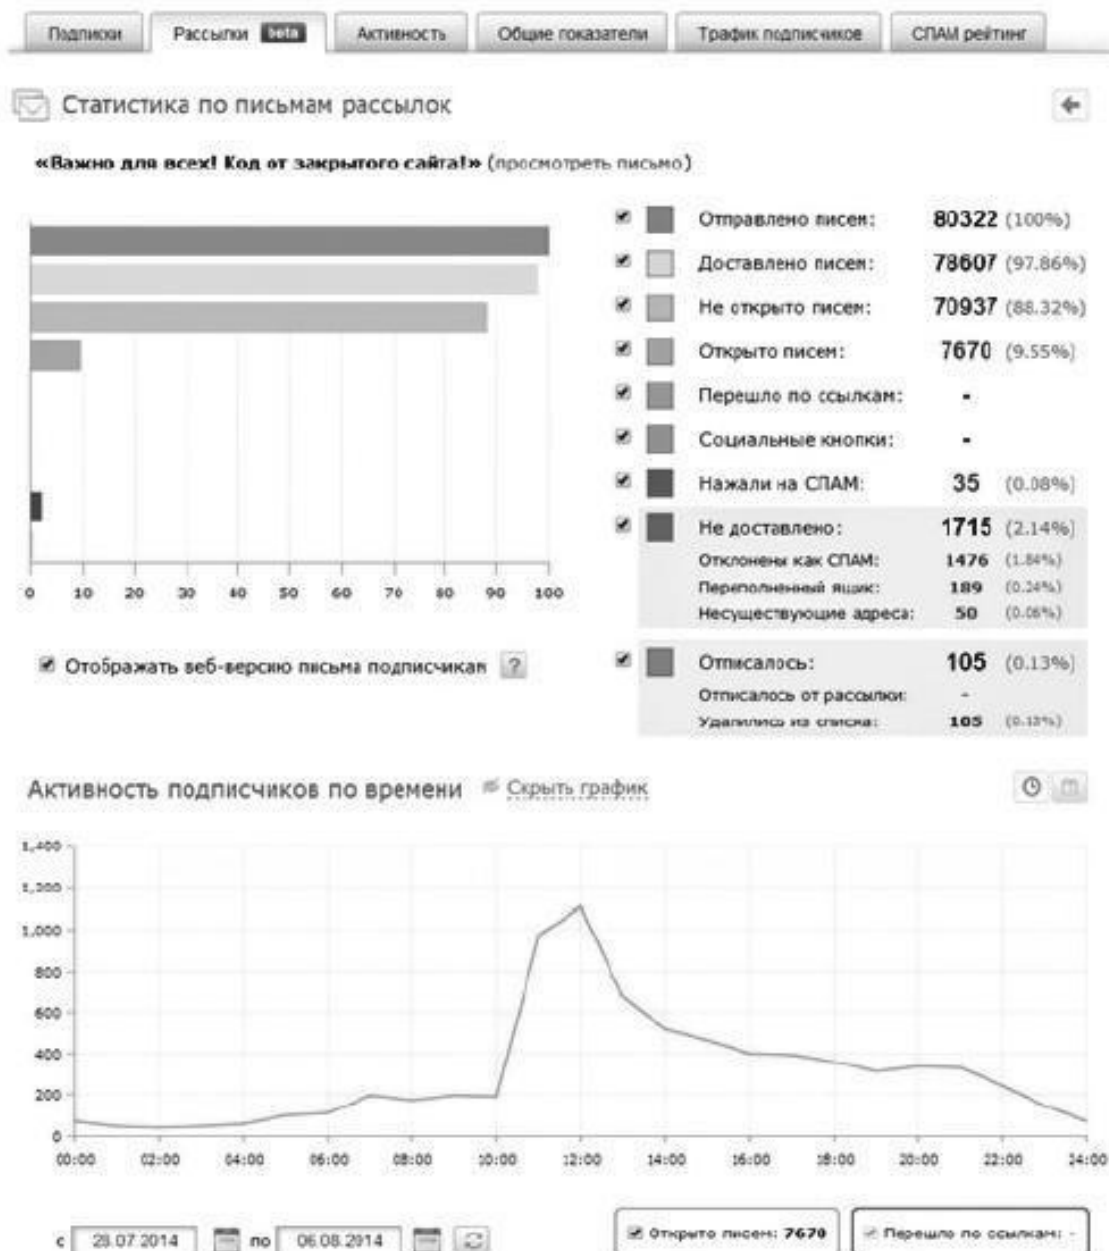 Подписки Рассылки beta Активность Общие показатели Трафик подписчиков СПАМ рейтинг
Статистика по письмам рассылок
«Важно для всех! Код от закрытого сайта!» (просмотреть письмо)
Отправлено писем: 80322 (100%)
Доставлено писем: 78607 (97.86%)
Не открыто писем: 70937 (88.32%)
Открыто писем: 7670 (9.55%)
Перешло по ссылкам: -
Социальные кнопки: -
Нажали на СПАМ: 35 (0.08%)
Не доставлено: 1715 (2.14%)
Отклонены как СПАМ: 1476 (1.84%)
Переполненный ящик: 189 (0.24%)
Несуществующие адреса: 50 (0.06%)
0 10 20 30 40 50 60 70 80 90 100
Отображать веб-версию письма подписчикам ?
Отписалось: 105 (0.13%)
Отписалось от рассылки: -
Удалились из списка: 105 (0.13%)
Активность подписчиков по времени Скрыть график
1,400
1,200
1,000
800
600
400
200
0
00:00 02:00 04:00 06:00 08:00 10:00 12:00 14:00 16:00 18:00 20:00 22:00 24:00
с 28.07.2014 по 06.08.2014 Открыто писем: 7670 Перешло по ссылкам: -